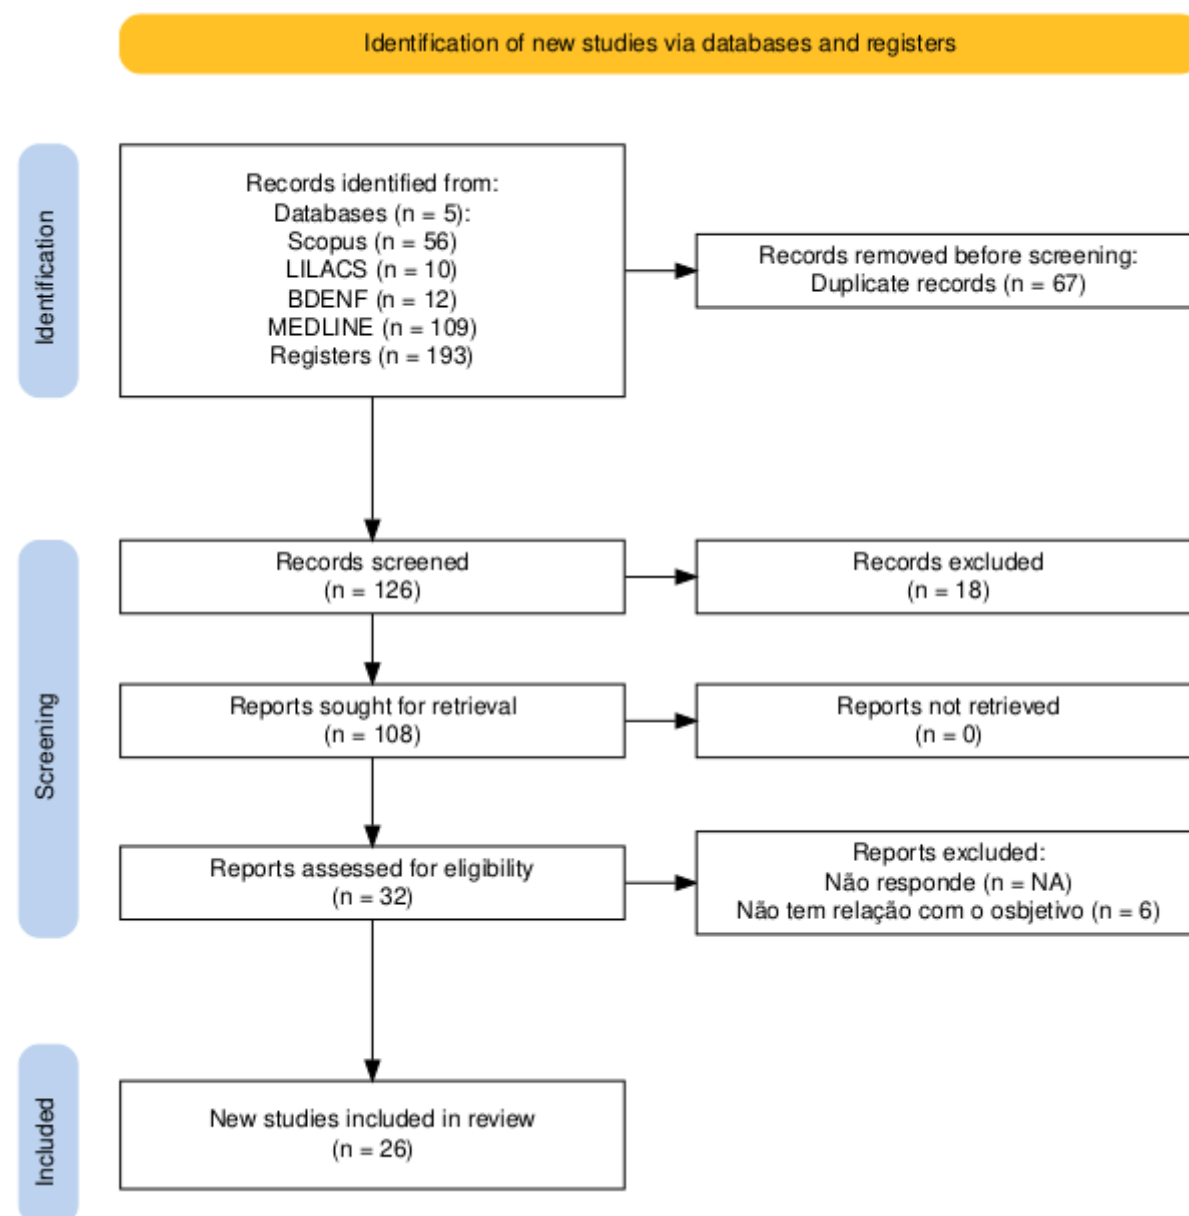 Identification of new studies via databases and registers
Identification
Records identified from:
Databases (n = 5):
Scopus (n = 56)
LILACS (n = 10)
BDENF (n = 12)
MEDLINE (n = 109)
Registers (n = 193)
Records removed before screening:
Duplicate records (n = 67)
Screening
Records screened
(n = 126)
Records excluded
(n = 18)
Reports sought for retrieval
(n = 108)
Reports not retrieved
(n = 0)
Reports assessed for eligibility
(n = 32)
Reports excluded:
Não responde (n = NA)
Não tem relação com o osbjetivo (n = 6)
Included
New studies included in review
(n = 26)